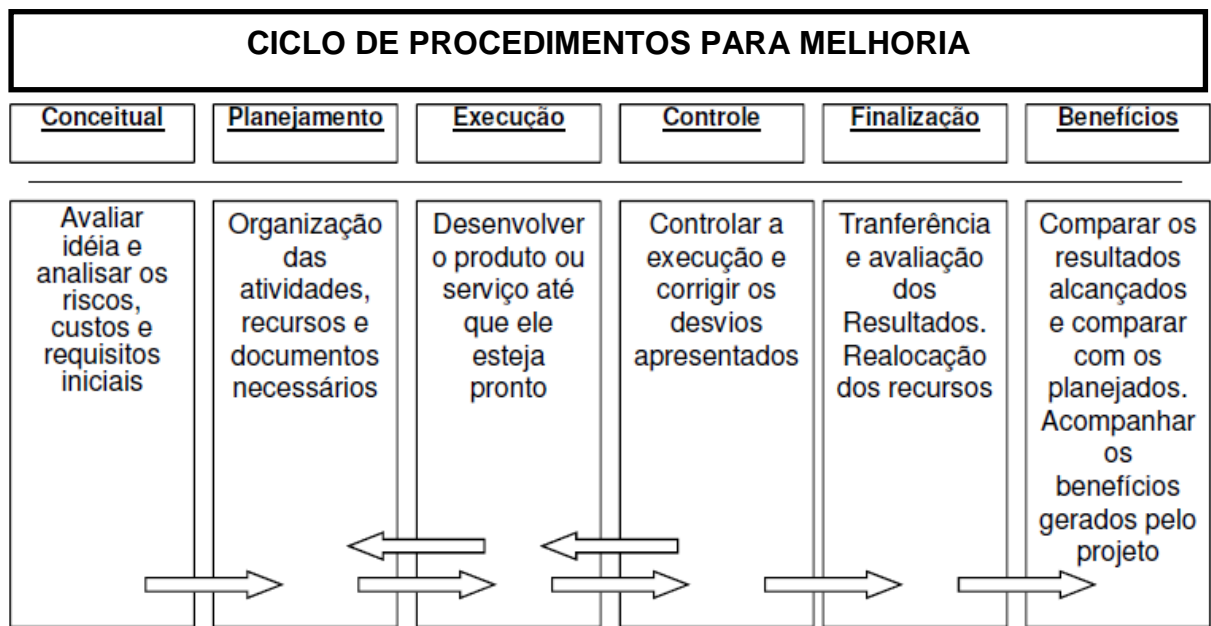 CICLO DE PROCEDIMENTOS PARA MELHORIA
Conceitual
Planejamento
Execução
Controle
Finalização
Benefícios
Avaliar
idéia e
analisar os
riscos,
custos e
requisitos
iniciais
Organização
das
atividades,
recursos e
documentos
necessários
Desenvolver
o produto ou
serviço até
que ele
esteja
pronto
Controlar a
execução e
corrigir os
desvios
apresentados
Tranferência
e avaliação
dos
Resultados.
Realocação
dos recursos
Comparar os
resultados
alcançados
e comparar
com os
planejados.
Acompanhar
os
benefícios
gerados pelo
projeto